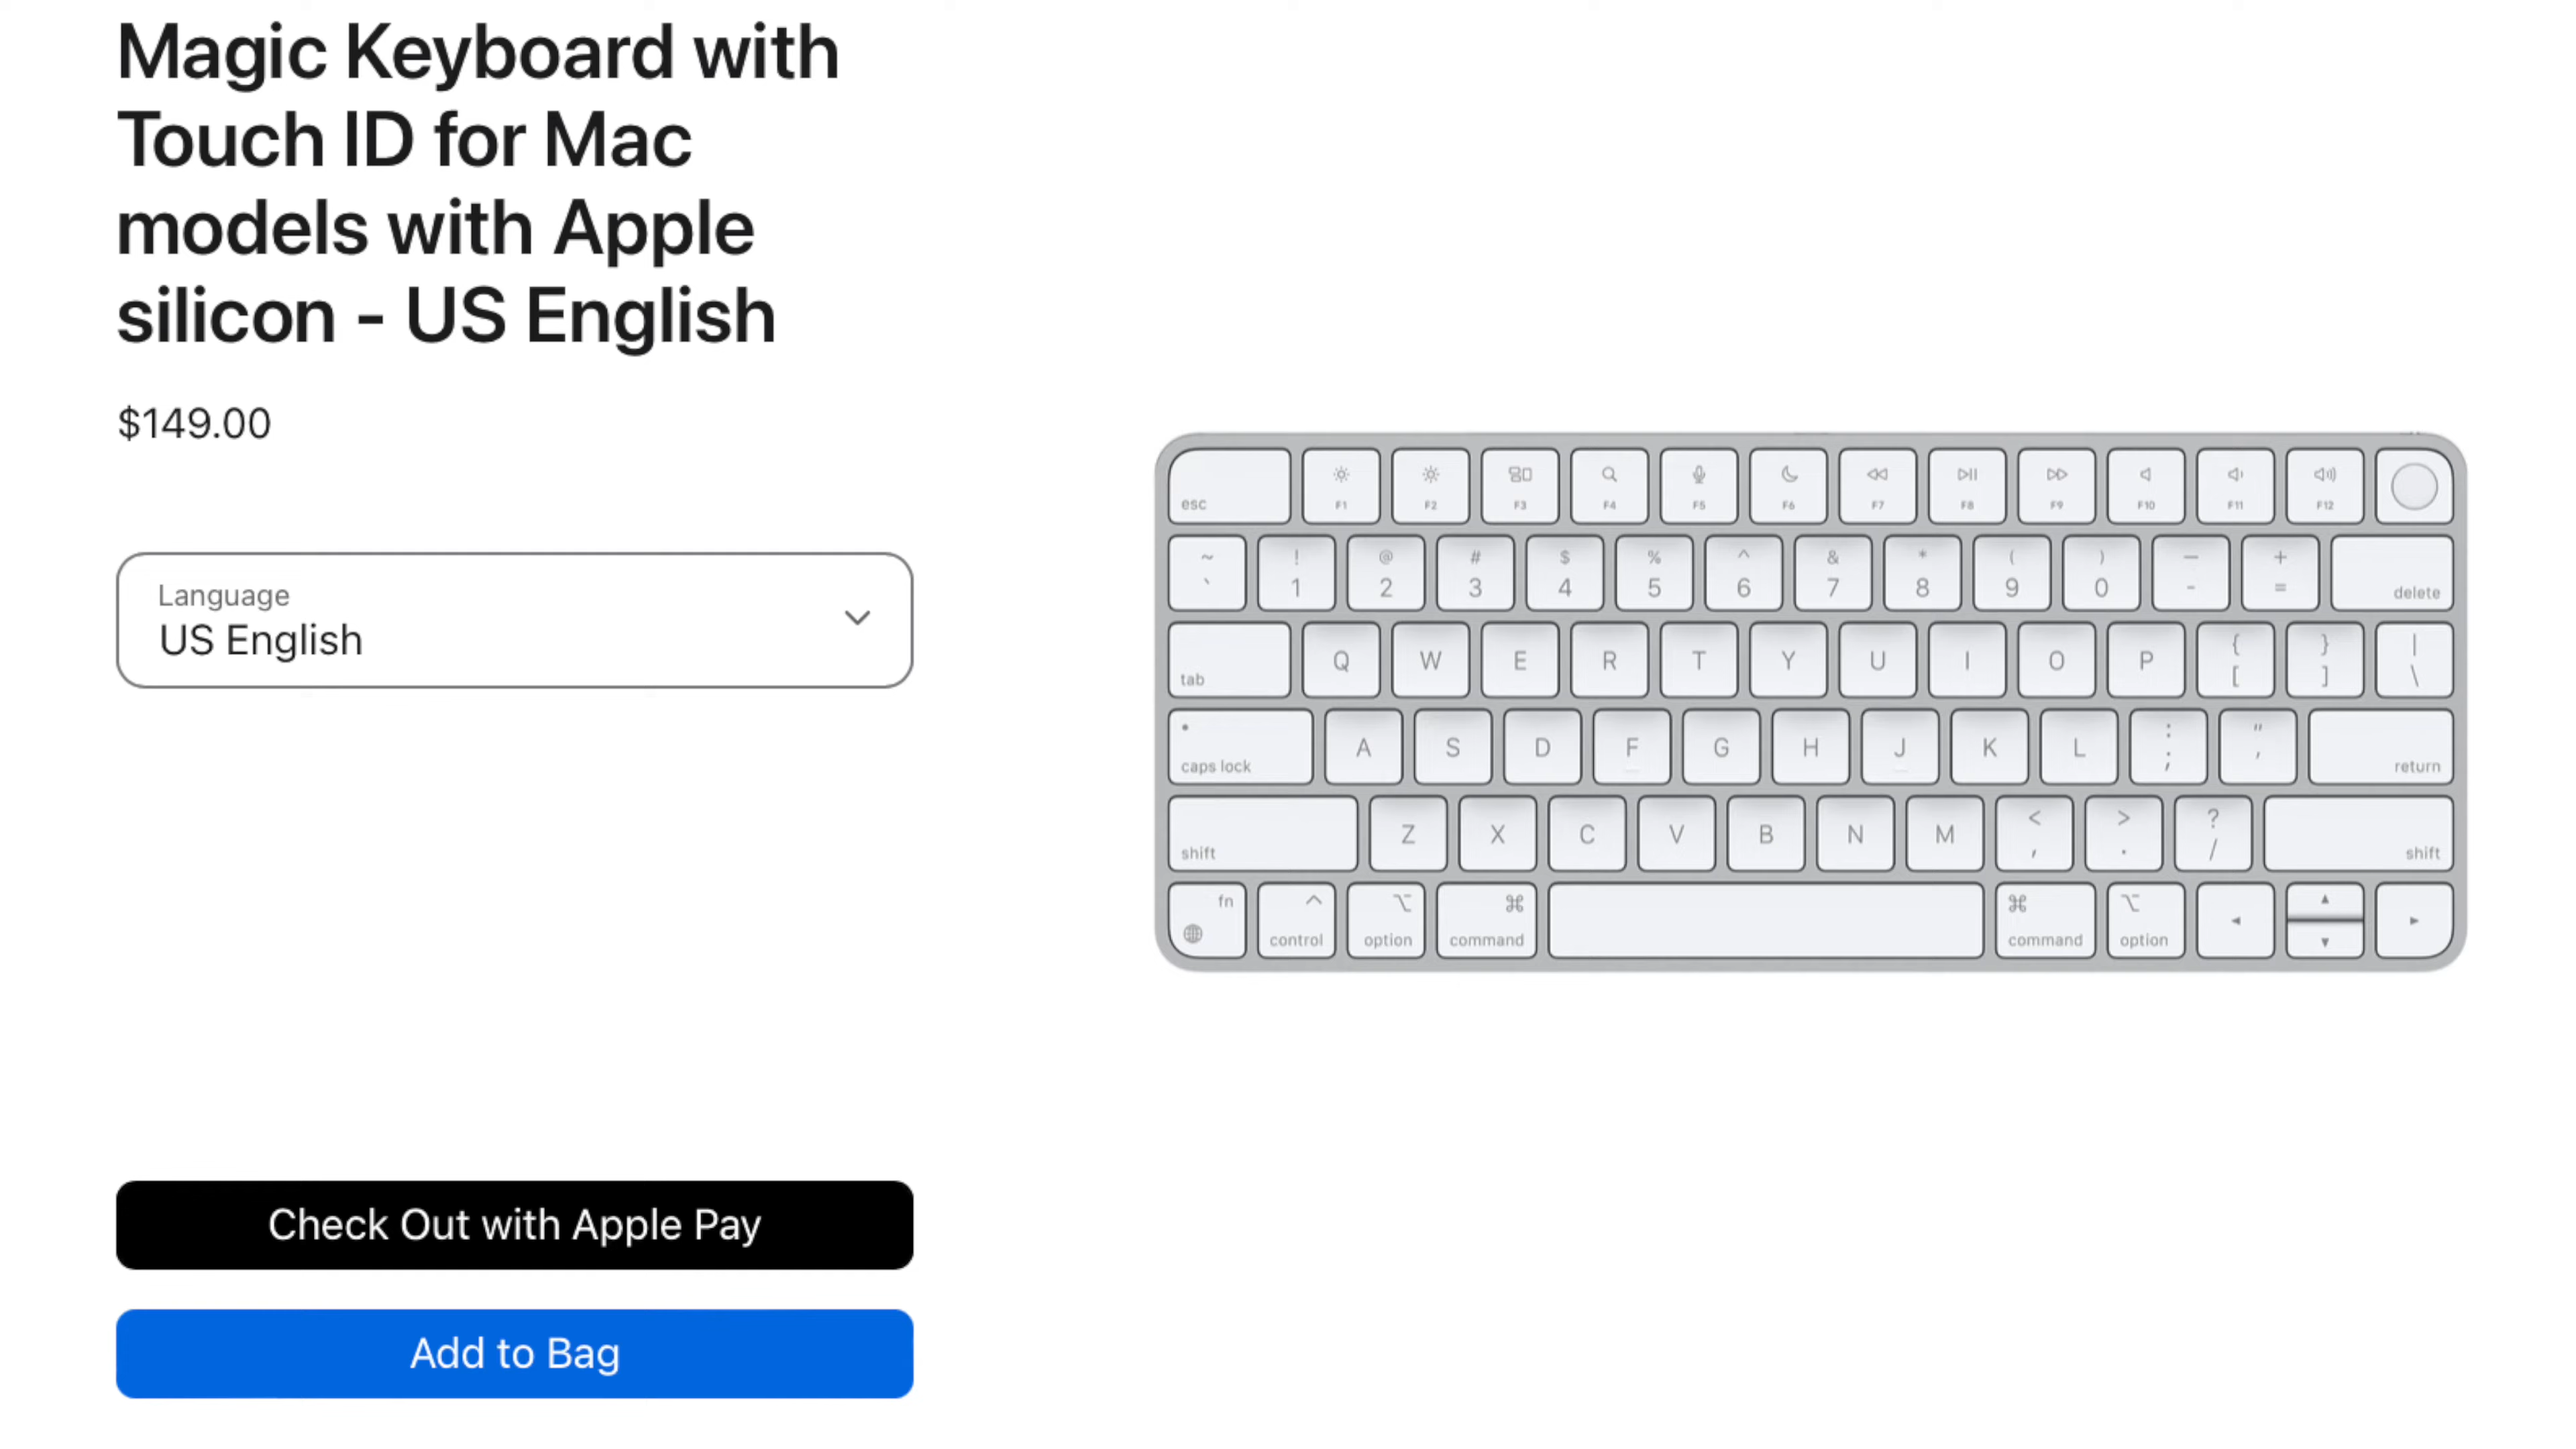 Magic Keyboard with
Touch ID for Mac
models with Apple
silicon - US English
$149.00
Language
US English
Check Out with Apple Pay
Add to Bag
esc F1 F2 F3 F4 F5 F6 F7 F8 F9 F10 F11 F12
~ ! @ # $ % ^ & * ( ) — +
` 1 2 3 4 5 6 7 8 9 0 - = delete
tab Q W E R T Y U I O P { } |
[ ] \
caps lock A S D F G H J K L : "
; ' return
shift Z X C V B N M < > ?
, . / shift
fn ^ ⌥ ⌘ ⌘ ⌥ ▲
control option command command option ◄ ▼ ►